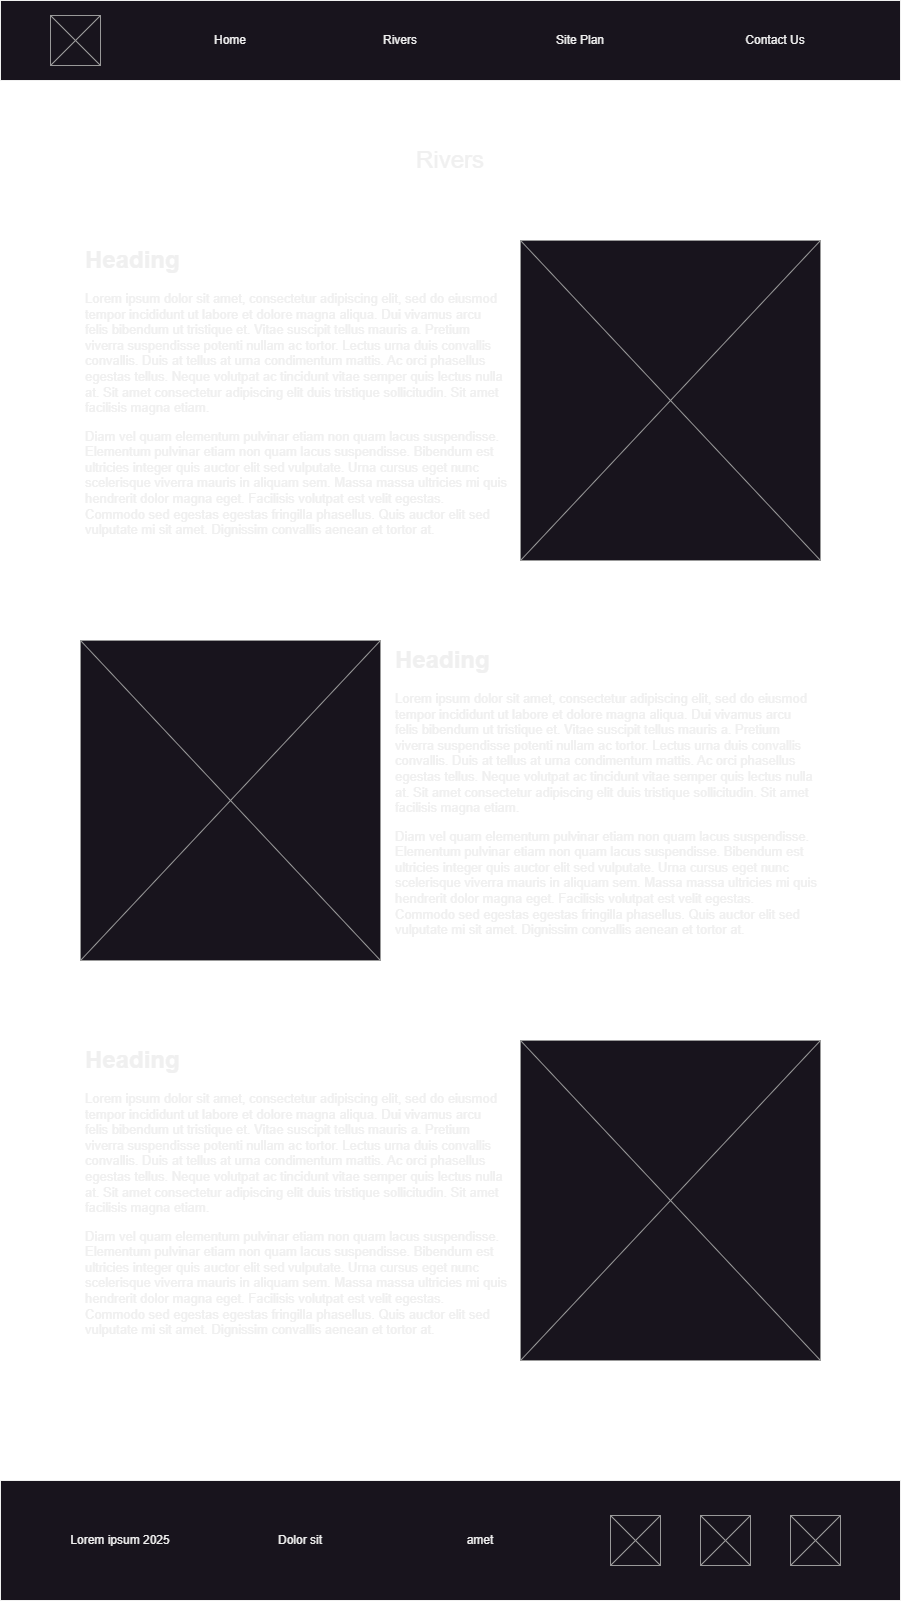 Home Rivers Site Plan Contact Us
Rivers
Heading
Lorem ipsum dolor sit amet, consectetur adipiscing elit, sed do eiusmod
tempor incididunt ut labore et dolore magna aliqua. Dui vivamus arcu
felis bibendum ut tristique et. Vitae suscipit tellus mauris a. Pretium
viverra suspendisse potenti nullam ac tortor. Lectus urna duis convallis
convallis. Duis at tellus at urna condimentum mattis. Ac orci phasellus
egestas tellus. Neque volutpat ac tincidunt vitae semper quis lectus nulla
at. Sit amet consectetur adipiscing elit duis tristique sollicitudin. Sit amet
facilisis magna etiam.
Diam vel quam elementum pulvinar etiam non quam lacus suspendisse.
Elementum pulvinar etiam non quam lacus suspendisse. Bibendum est
ultricies integer quis auctor elit sed vulputate. Urna cursus eget nunc
scelerisque viverra mauris in aliquam sem. Massa massa ultricies mi quis
hendrerit dolor magna eget. Facilisis volutpat est velit egestas.
Commodo sed egestas egestas fringilla phasellus. Quis auctor elit sed
vulputate mi sit amet. Dignissim convallis aenean et tortor at.
Heading
Lorem ipsum dolor sit amet, consectetur adipiscing elit, sed do eiusmod
tempor incididunt ut labore et dolore magna aliqua. Dui vivamus arcu
felis bibendum ut tristique et. Vitae suscipit tellus mauris a. Pretium
viverra suspendisse potenti nullam ac tortor. Lectus urna duis convallis
convallis. Duis at tellus at urna condimentum mattis. Ac orci phasellus
egestas tellus. Neque volutpat ac tincidunt vitae semper quis lectus nulla
at. Sit amet consectetur adipiscing elit duis tristique sollicitudin. Sit amet
facilisis magna etiam.
Diam vel quam elementum pulvinar etiam non quam lacus suspendisse.
Elementum pulvinar etiam non quam lacus suspendisse. Bibendum est
ultricies integer quis auctor elit sed vulputate. Urna cursus eget nunc
scelerisque viverra mauris in aliquam sem. Massa massa ultricies mi quis
hendrerit dolor magna eget. Facilisis volutpat est velit egestas.
Commodo sed egestas egestas fringilla phasellus. Quis auctor elit sed
vulputate mi sit amet. Dignissim convallis aenean et tortor at.
Heading
Lorem ipsum dolor sit amet, consectetur adipiscing elit, sed do eiusmod
tempor incididunt ut labore et dolore magna aliqua. Dui vivamus arcu
felis bibendum ut tristique et. Vitae suscipit tellus mauris a. Pretium
viverra suspendisse potenti nullam ac tortor. Lectus urna duis convallis
convallis. Duis at tellus at urna condimentum mattis. Ac orci phasellus
egestas tellus. Neque volutpat ac tincidunt vitae semper quis lectus nulla
at. Sit amet consectetur adipiscing elit duis tristique sollicitudin. Sit amet
facilisis magna etiam.
Diam vel quam elementum pulvinar etiam non quam lacus suspendisse.
Elementum pulvinar etiam non quam lacus suspendisse. Bibendum est
ultricies integer quis auctor elit sed vulputate. Urna cursus eget nunc
scelerisque viverra mauris in aliquam sem. Massa massa ultricies mi quis
hendrerit dolor magna eget. Facilisis volutpat est velit egestas.
Commodo sed egestas egestas fringilla phasellus. Quis auctor elit sed
vulputate mi sit amet. Dignissim convallis aenean et tortor at.
Lorem ipsum 2025 Dolor sit amet